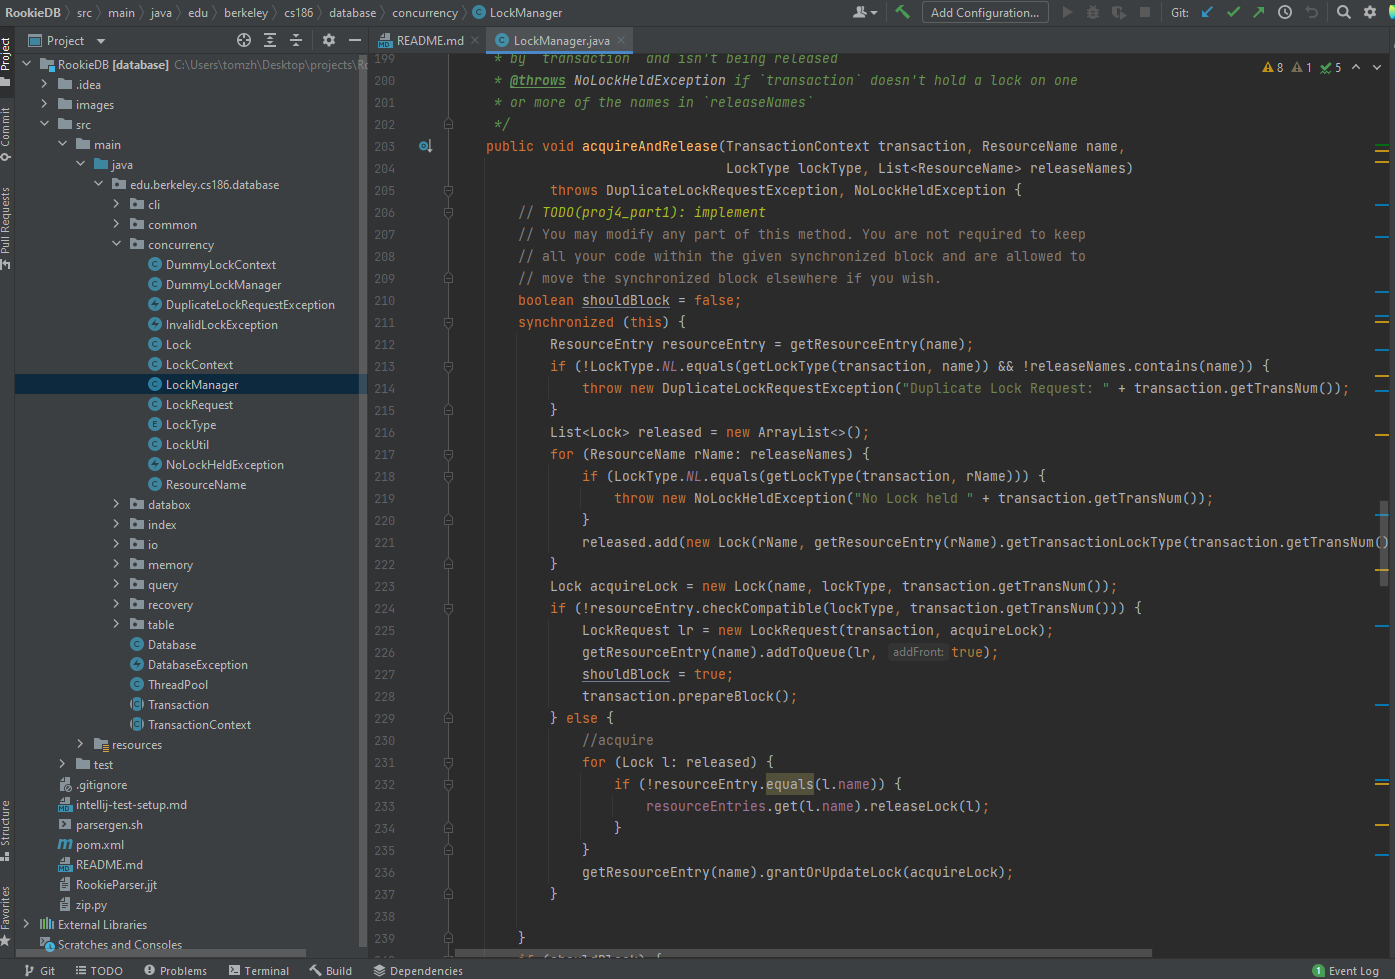 RookieDB src main java edu berkeley cs186 database concurrency LockManager Add Configuration... Git:
Project
README.md LockManager.java
RookieDB [database] C:\Users\tomzh\Desktop\projects\
.idea
images
src
main
java
edu.berkeley.cs186.database
cli
common
concurrency
DummyLockContext
DummyLockManager
DuplicateLockRequestException
InvalidLockException
Lock
LockContext
LockManager
LockRequest
LockType
LockUtil
NoLockHeldException
ResourceName
databox
index
io
memory
query
recovery
table
Database
DatabaseException
ThreadPool
Transaction
TransactionContext
resources
test
.gitignore
intellij-test-setup.md
parsergen.sh
pom.xml
README.md
RookieParser.jjt
zip.py
External Libraries
Scratches and Consoles
Project
Commit
Pull Requests
Structure
Favorites
8 1 5
199 * by `transaction` and isn't being released
200 * @throws NoLockHeldException if `transaction` doesn't hold a lock on one
201 * or more of the names in `releaseNames`
202 */
203 public void acquireAndRelease(TransactionContext transaction, ResourceName name,
204 LockType lockType, List<ResourceName> releaseNames)
205 throws DuplicateLockRequestException, NoLockHeldException {
206 // TODO(proj4_part1): implement
207 // You may modify any part of this method. You are not required to keep
208 // all your code within the given synchronized block and are allowed to
209 // move the synchronized block elsewhere if you wish.
210 boolean shouldBlock = false;
211 synchronized (this) {
212 ResourceEntry resourceEntry = getResourceEntry(name);
213 if (!LockType.NL.equals(getLockType(transaction, name)) && !releaseNames.contains(name)) {
214 throw new DuplicateLockRequestException("Duplicate Lock Request: " + transaction.getTransNum());
215 }
216 List<Lock> released = new ArrayList<>();
217 for (ResourceName rName: releaseNames) {
218 if (LockType.NL.equals(getLockType(transaction, rName))) {
219 throw new NoLockHeldException("No Lock held " + transaction.getTransNum());
220 }
221 released.add(new Lock(rName, getResourceEntry(rName).getTransactionLockType(transaction.getTransNum()
222 }
223 Lock acquireLock = new Lock(name, lockType, transaction.getTransNum());
224 if (!resourceEntry.checkCompatible(lockType, transaction.getTransNum())) {
225 LockRequest lr = new LockRequest(transaction, acquireLock);
226 getResourceEntry(name).addToQueue(lr, addFront: true);
227 shouldBlock = true;
228 transaction.prepareBlock();
229 } else {
230 //acquire
231 for (Lock l: released) {
232 if (!resourceEntry.equals(l.name)) {
233 resourceEntries.get(l.name).releaseLock(l);
234 }
235 }
236 getResourceEntry(name).grantOrUpdateLock(acquireLock);
237 }
238
239 }
Git TODO Problems Terminal Build Dependencies 1 Event Log